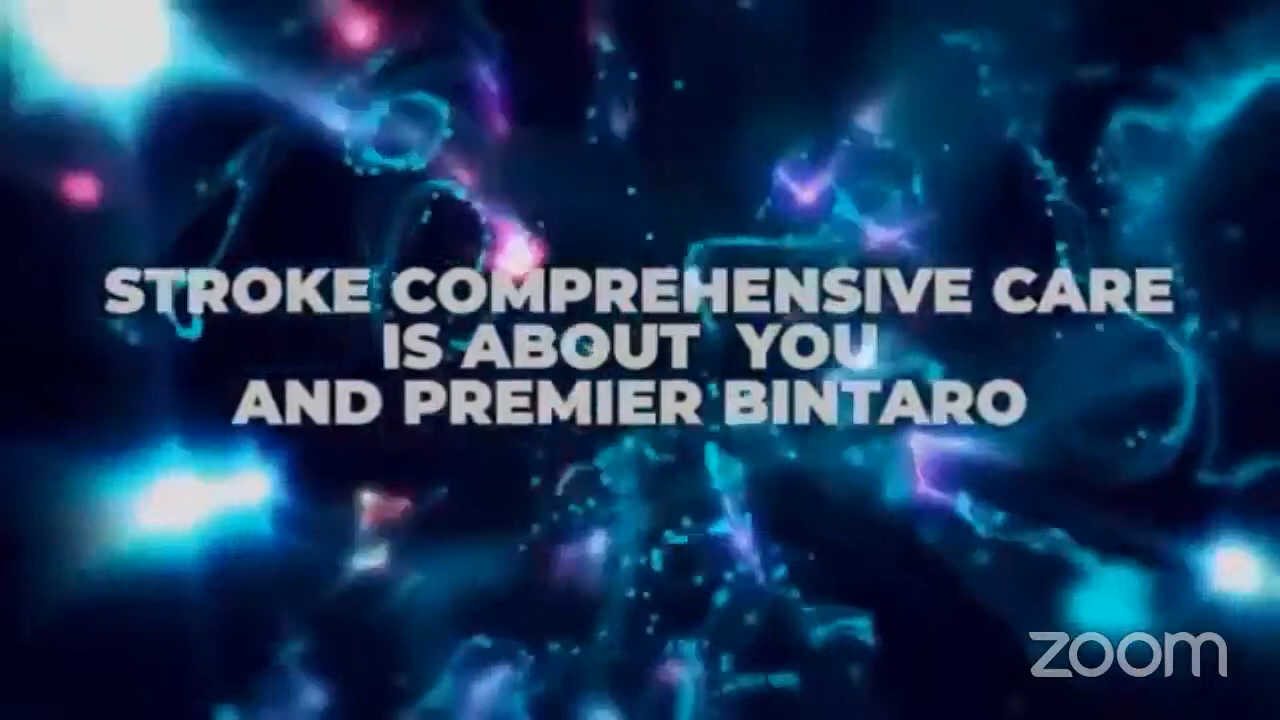 STROKE COMPREHENSIVE CARE
IS ABOUT YOU
AND PREMIER BINTARO
zoom